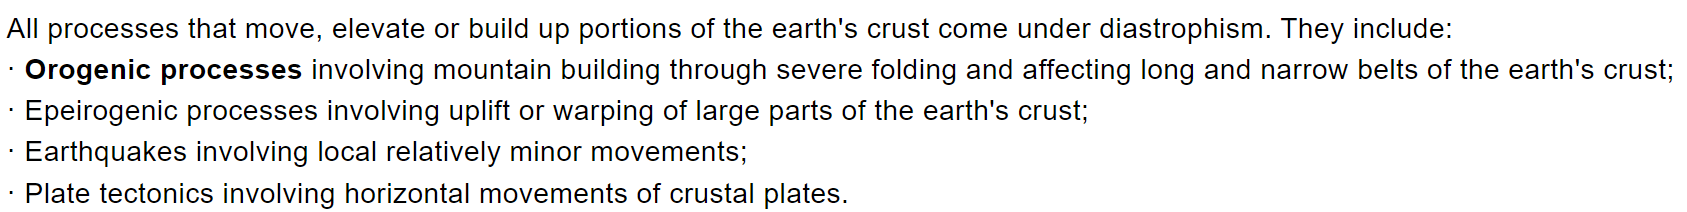 All processes that move, elevate or build up portions of the earth's crust come under diastrophism. They include:
· Orogenic processes involving mountain building through severe folding and affecting long and narrow belts of the earth's crust;
· Epeirogenic processes involving uplift or warping of large parts of the earth's crust;
· Earthquakes involving local relatively minor movements;
· Plate tectonics involving horizontal movements of crustal plates.